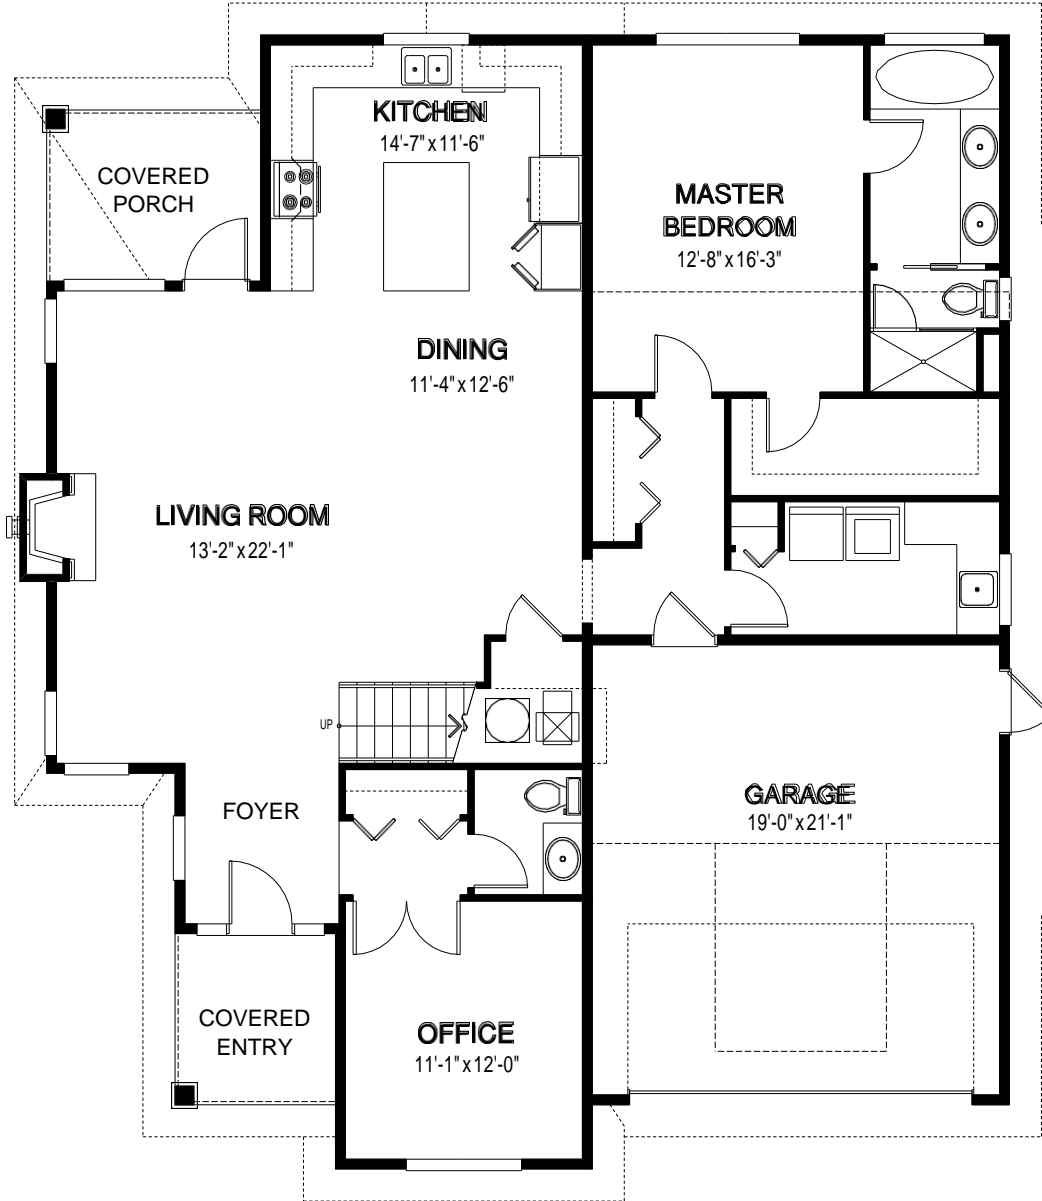 KITCHEN
14'-7" x 11'-6"
COVERED
PORCH
MASTER
BEDROOM
12'-8" x 16'-3"
DINING
11'-4" x 12'-6"
LIVING ROOM
13'-2" x 22'-1"
UP
FOYER
GARAGE
19'-0" x 21'-1"
COVERED
ENTRY
OFFICE
11'-1" x 12'-0"